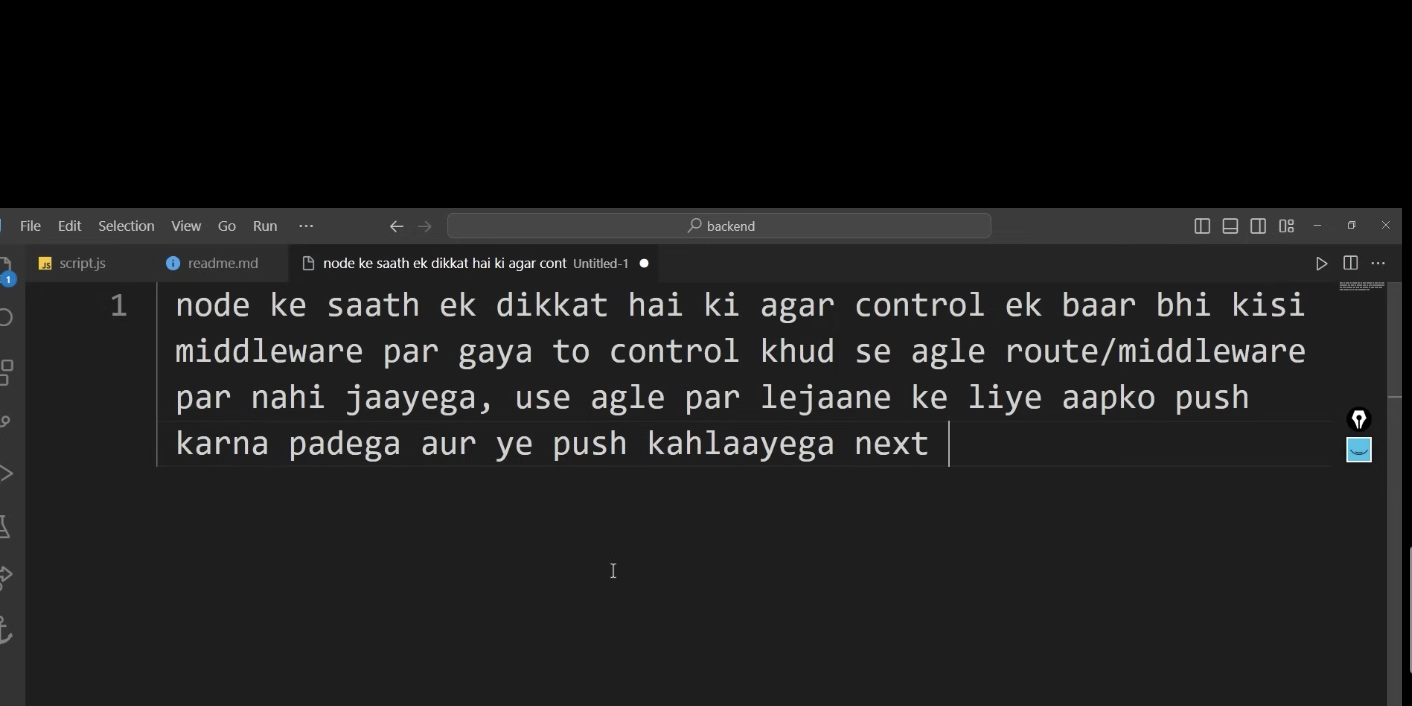 File Edit Selection View Go Run ··· backend
JS script.js readme.md node ke saath ek dikkat hai ki agar cont Untitled-1
1 node ke saath ek dikkat hai ki agar control ek baar bhi kisi
middleware par gaya to control khud se agle route/middleware
par nahi jaayega, use agle par lejaane ke liye aapko push
karna padega aur ye push kahlaayega next
1